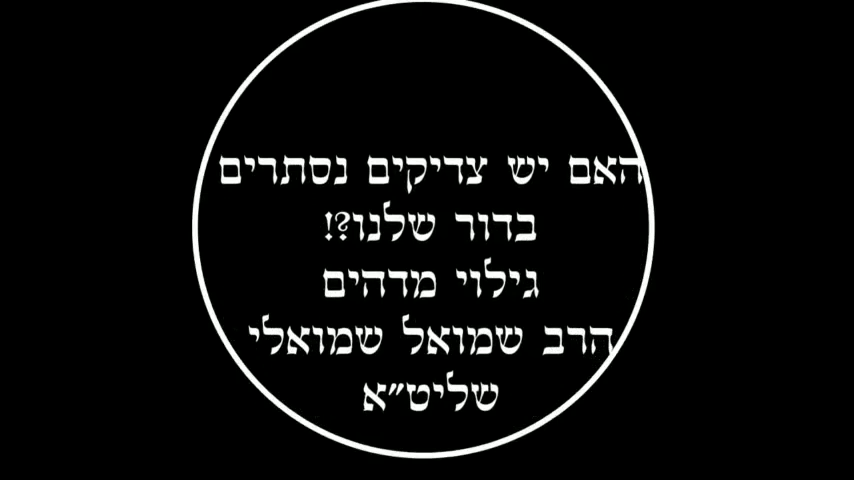 האם יש צדיקים נסתרים
בדור שלנו?!
גילוי מדהים
הרב שמואל שמואלי
שליט"א